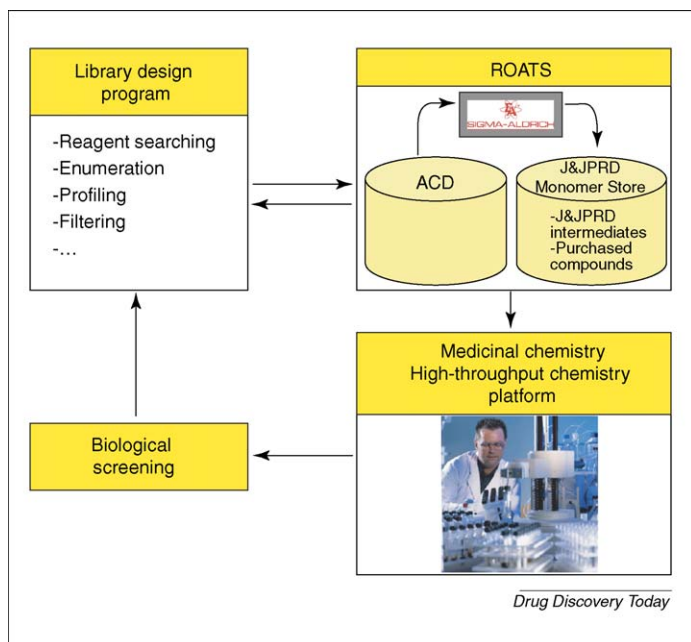 Library design
program
-Reagent searching
-Enumeration
-Profiling
-Filtering
-...
ROATS
SIGMA-ALDRICH
ACD
J&JPRD
Monomer Store
-J&JPRD
intermediates
-Purchased
compounds
Medicinal chemistry
High-throughput chemistry
platform
Biological
screening
Drug Discovery Today